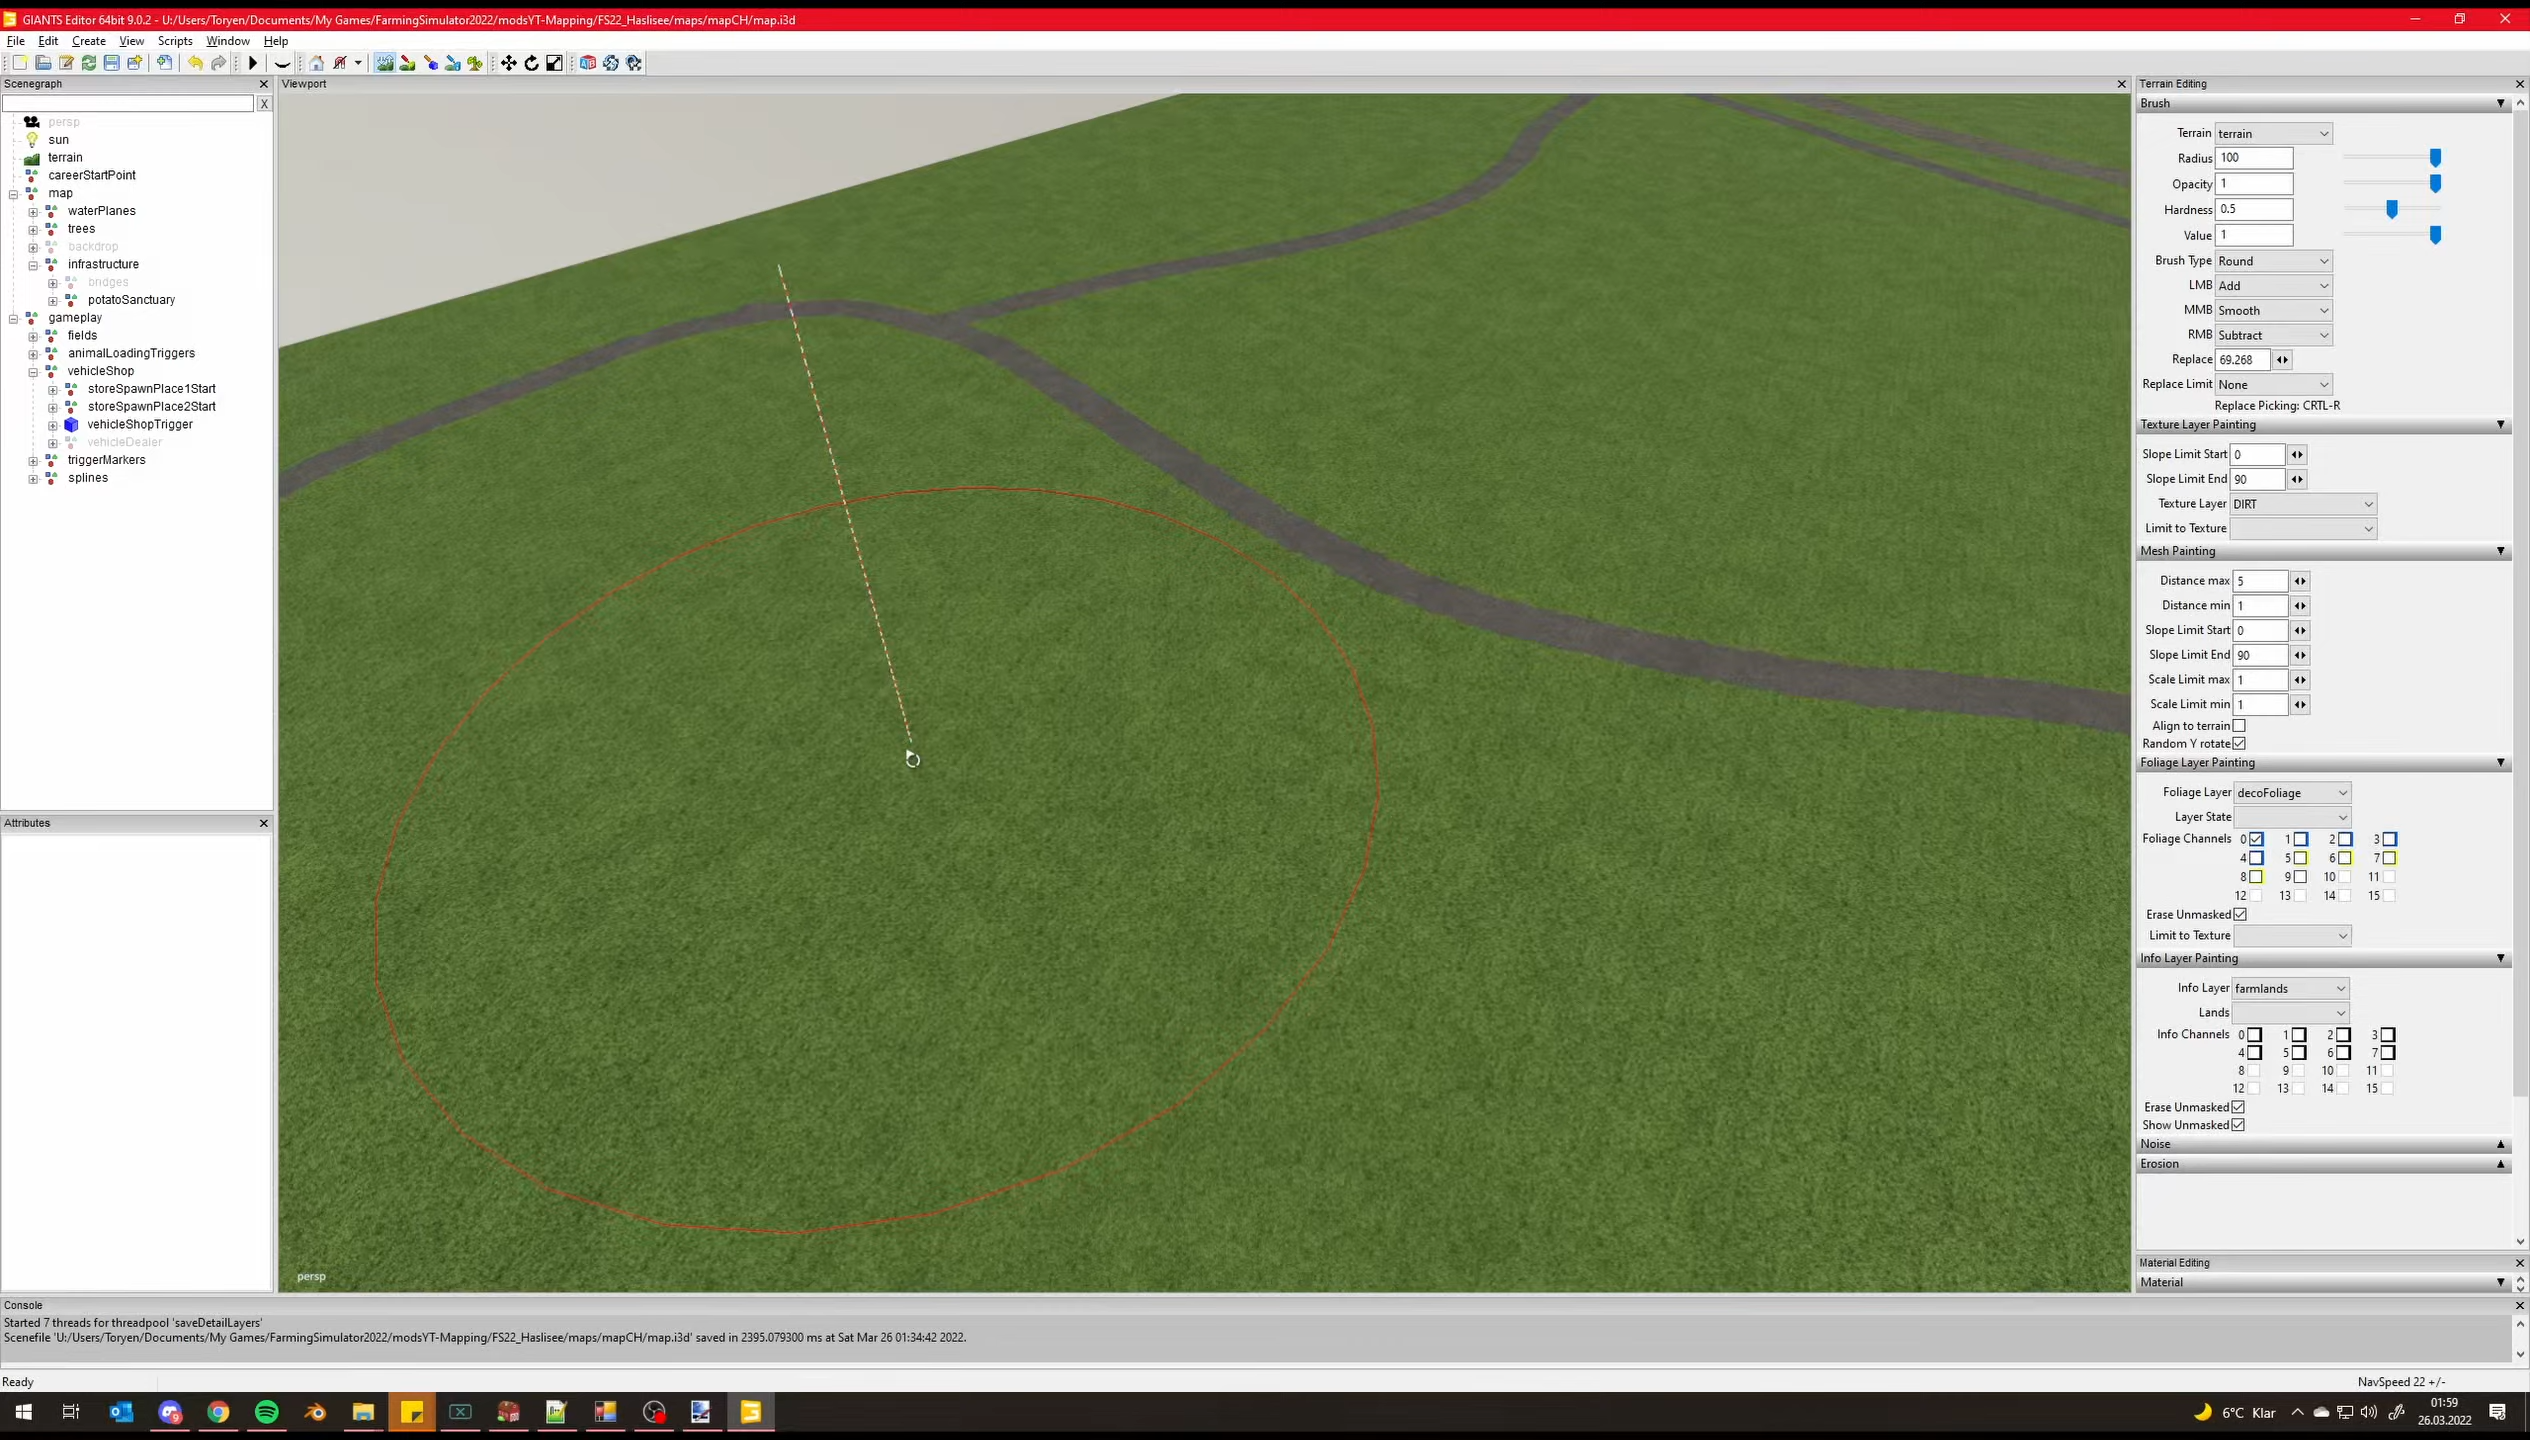 GIANTS Editor 64bit 9.0.2 - U:/Users/Toryen/Documents/My Games/FarmingSimulator2022/modsYT-Mapping/FS22_Haslisee/maps/mapCH/map.i3d
File Edit Create View Scripts Window Help
Scenegraph
X
persp
sun
terrain
careerStartPoint
map
waterPlanes
trees
backdrop
infrastructure
bridges
potatoSanctuary
gameplay
fields
animalLoadingTriggers
vehicleShop
storeSpawnPlace1Start
storeSpawnPlace2Start
vehicleShopTrigger
vehicleDealer
triggerMarkers
splines
Attributes
Viewport
persp
Terrain Editing
Brush
Terrain terrain
Radius 100
Opacity 1
Hardness 0.5
Value 1
Brush Type Round
LMB Add
MMB Smooth
RMB Subtract
Replace 69.268
Replace Limit None
Replace Picking: CRTL-R
Texture Layer Painting
Slope Limit Start 0
Slope Limit End 90
Texture Layer DIRT
Limit to Texture
Mesh Painting
Distance max 5
Distance min 1
Slope Limit Start 0
Slope Limit End 90
Scale Limit max 1
Scale Limit min 1
Align to terrain
Random Y rotate
Foliage Layer Painting
Foliage Layer decoFoliage
Layer State
Foliage Channels 0 1 2 3
4 5 6 7
8 9 10 11
12 13 14 15
Erase Unmasked
Limit to Texture
Info Layer Painting
Info Layer farmlands
Lands
Info Channels 0 1 2 3
4 5 6 7
8 9 10 11
12 13 14 15
Erase Unmasked
Show Unmasked
Noise
Erosion
Material Editing
Material
Console
Started 7 threads for threadpool 'saveDetailLayers'
Scenefile 'U:/Users/Toryen/Documents/My Games/FarmingSimulator2022/modsYT-Mapping/FS22_Haslisee/maps/mapCH/map.i3d' saved in 2395.079300 ms at Sat Mar 26 01:34:42 2022.
Ready
NavSpeed 22 +/-
6°C Klar
01:59
26.03.2022